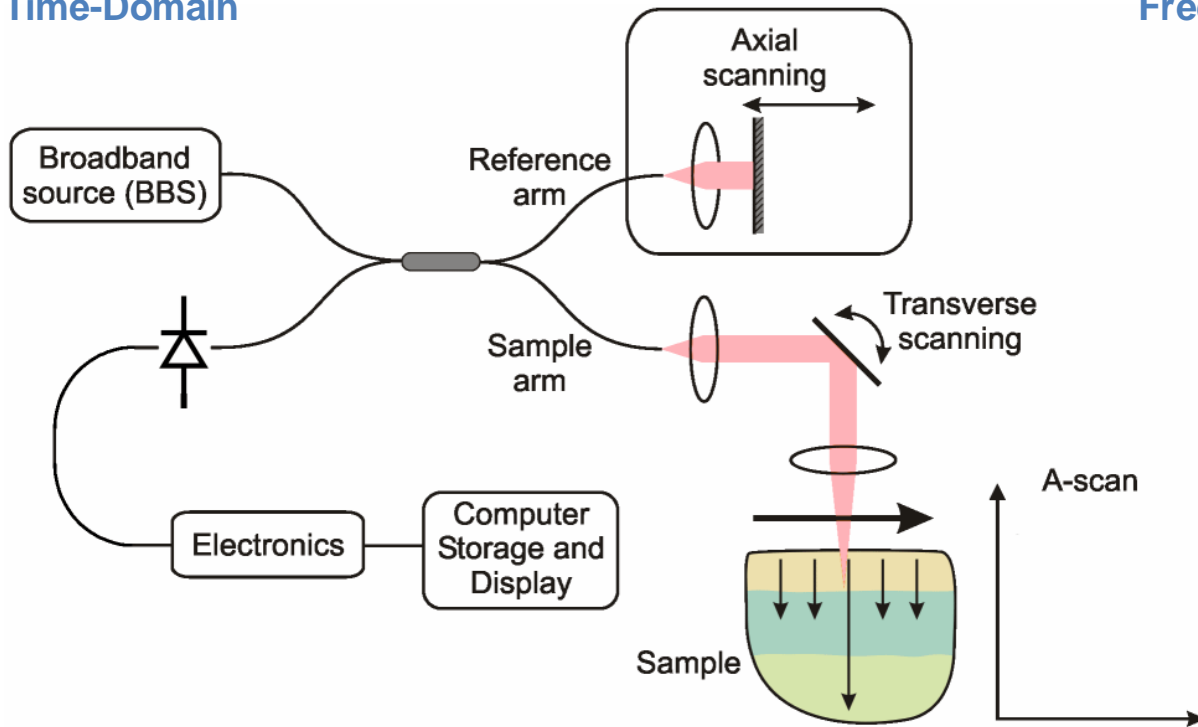 Time-Domain
Fre
Axial
scanning
Broadband
source (BBS)
Reference
arm
Transverse
scanning
Sample
arm
A-scan
Computer
Storage and
Display
Electronics
Sample